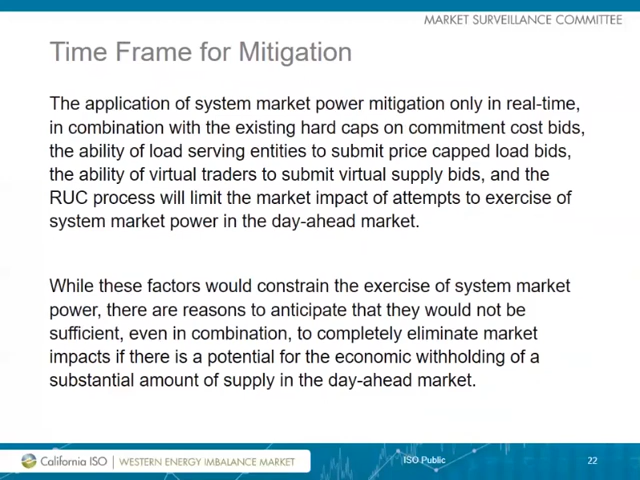 MARKET SURVEILLANCE COMMITTEE
Time Frame for Mitigation
The application of system market power mitigation only in real-time,
in combination with the existing hard caps on commitment cost bids,
the ability of load serving entities to submit price capped load bids,
the ability of virtual traders to submit virtual supply bids, and the
RUC process will limit the market impact of attempts to exercise of
system market power in the day-ahead market.
While these factors would constrain the exercise of system market
power, there are reasons to anticipate that they would not be
sufficient, even in combination, to completely eliminate market
impacts if there is a potential for the economic withholding of a
substantial amount of supply in the day-ahead market.
California ISO | WESTERN ENERGY IMBALANCE MARKET ISO Public 22